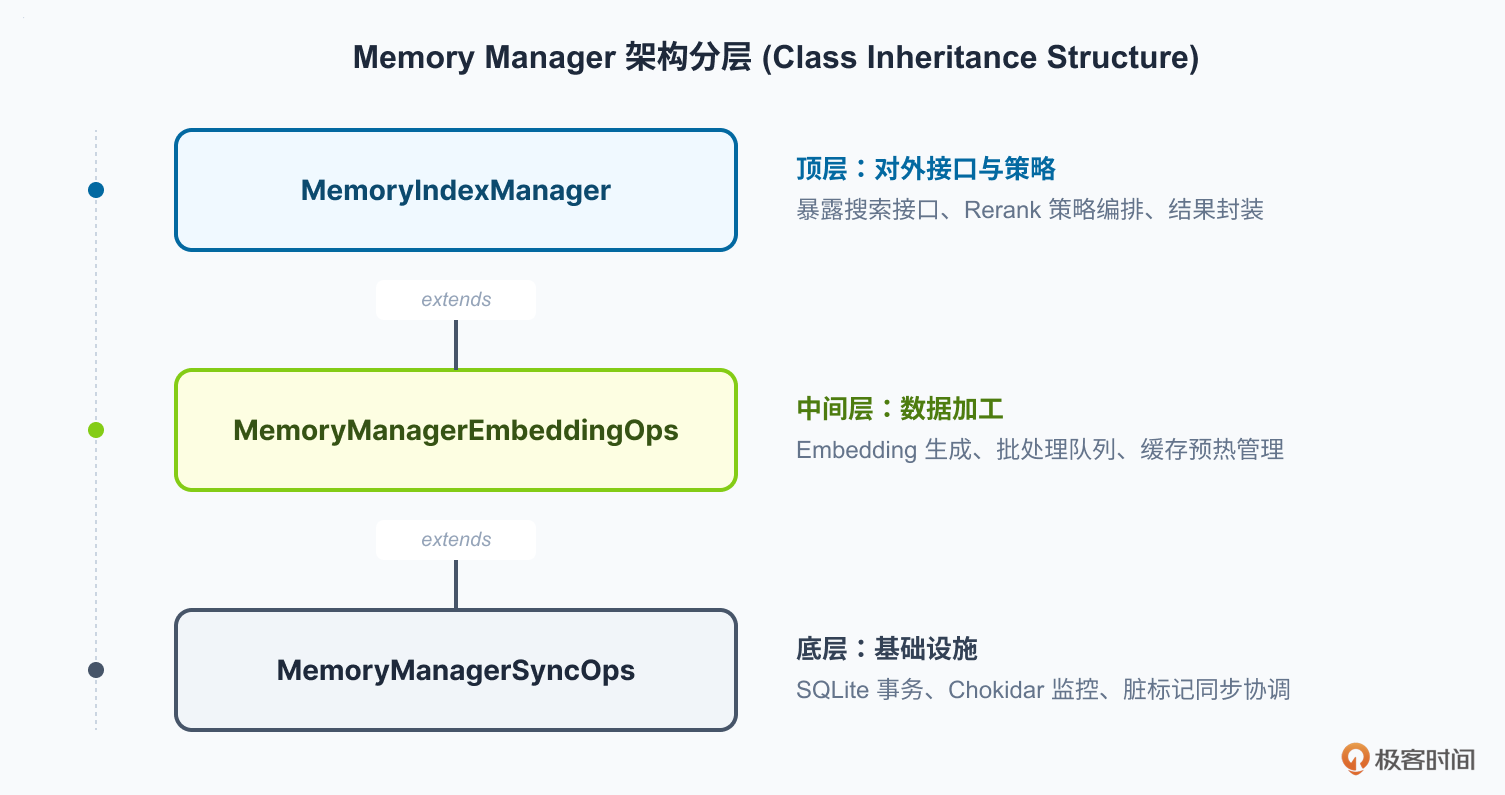 Memory Manager 架构分层 (Class Inheritance Structure)
MemoryIndexManager
顶层：对外接口与策略
暴露搜索接口、Rerank 策略编排、结果封装
extends
MemoryManagerEmbeddingOps
中间层：数据加工
Embedding 生成、批处理队列、缓存预热管理
extends
MemoryManagerSyncOps
底层：基础设施
SQLite 事务、Chokidar 监控、脏标记同步协调
极客时间